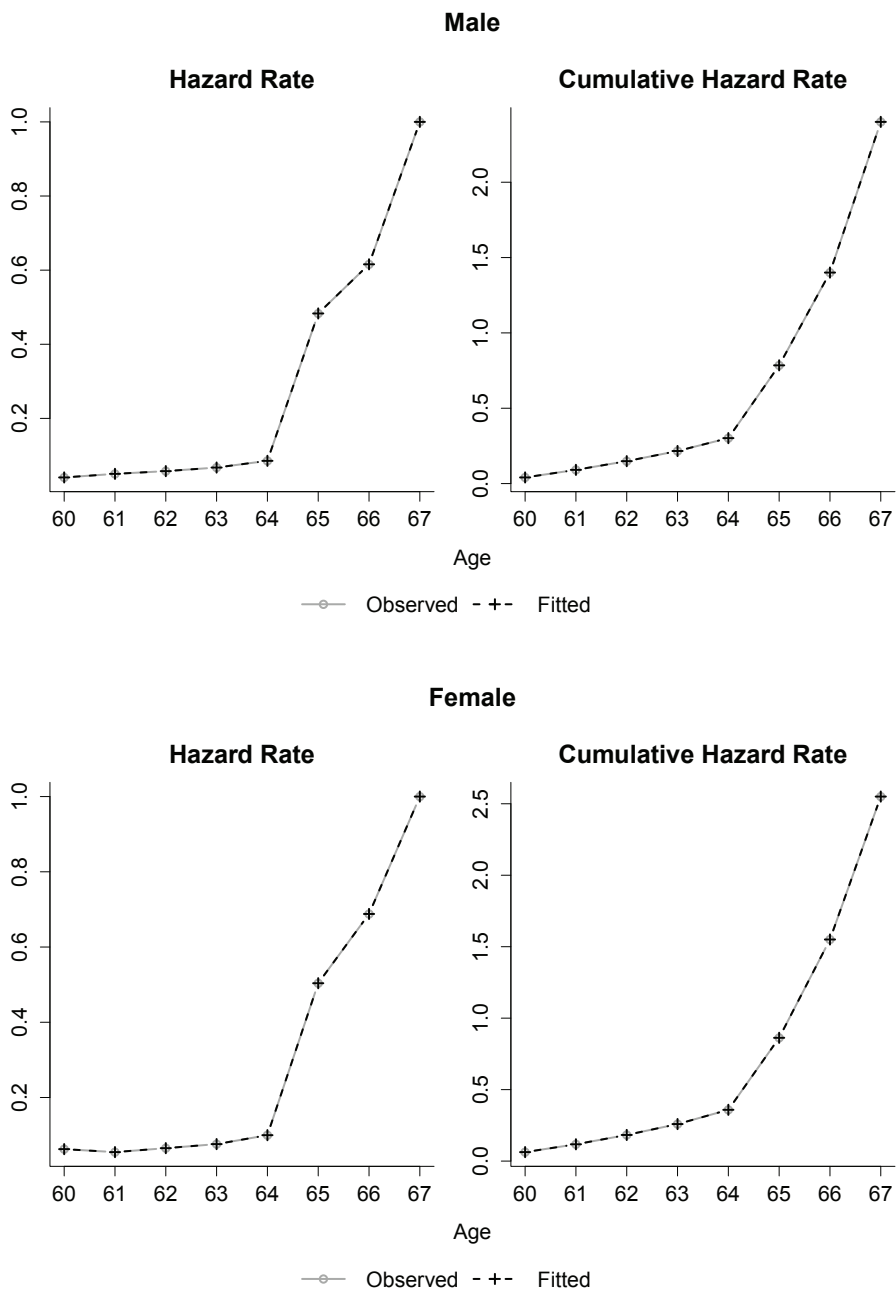 Male
Hazard Rate
1.0
0.8
0.6
0.4
0.2
60 61 62 63 64 65 66 67
Cumulative Hazard Rate
2.0
1.5
1.0
0.5
0.0
60 61 62 63 64 65 66 67
Age
Observed Fitted
Female
Hazard Rate
1.0
0.8
0.6
0.4
0.2
60 61 62 63 64 65 66 67
Cumulative Hazard Rate
2.5
2.0
1.5
1.0
0.5
0.0
60 61 62 63 64 65 66 67
Age
Observed Fitted